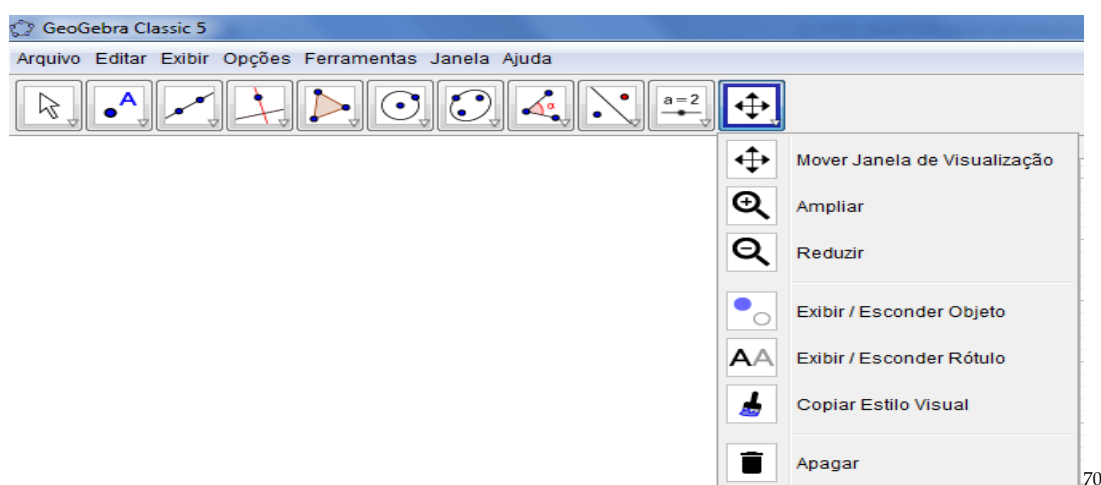 GeoGebra Classic 5
Arquivo Editar Exibir Opções Ferramentas Janela Ajuda
A α a=2
Mover Janela de Visualização
Ampliar
Reduzir
Exibir / Esconder Objeto
AA Exibir / Esconder Rótulo
Copiar Estilo Visual
Apagar
70